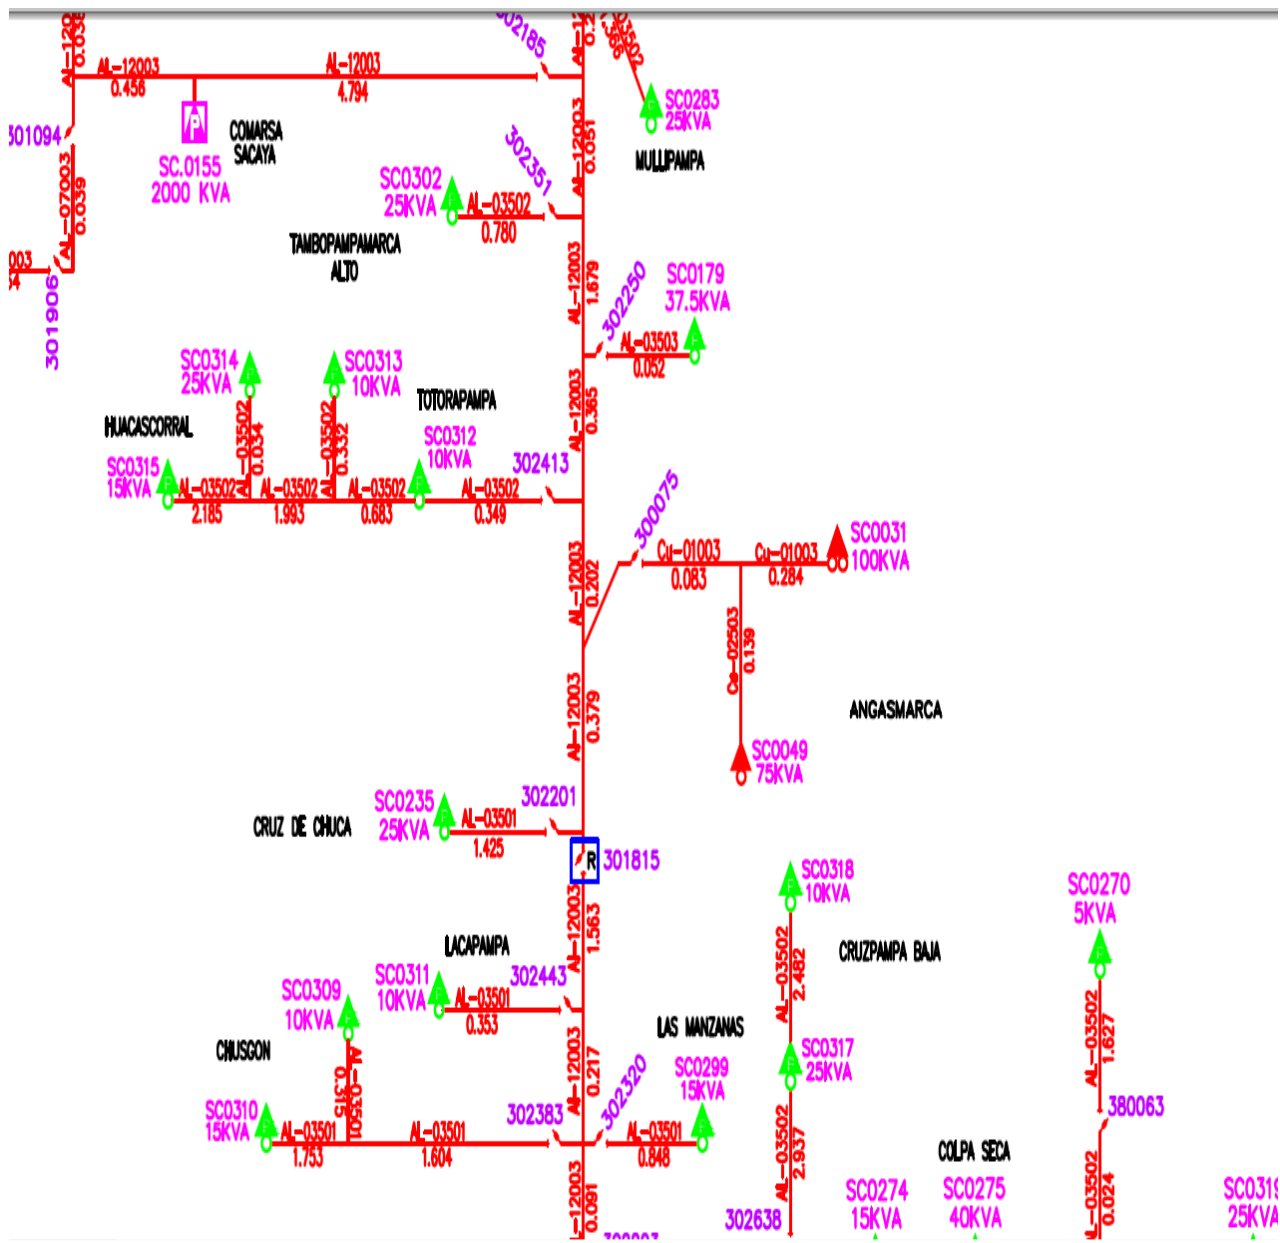 302185
AL-12003
0.456
AL-12003
4.794
SC0283
25KVA
MULLIPAMPA
301094
P
COMARSA
SACAYA
SC.0155
2000 KVA
AL-12003
0.051
302351
AL-07003
0.039
SC0302
25KVA
AL-03502
0.780
TAMBOPAMPAMARCA
ALTO
301906
AL-12003
1.679
302250
SC0179
37.5KVA
AL-03503
0.052
SC0314
25KVA
SC0313
10KVA
AL-12003
0.365
TOTORAPAMPA
HUACASCORRAL
SC0312
10KVA
AL-03502
0.034
AL-03502
0.332
302413
SC0315
15KVA
AL-03502
2.185
AL-03502
1.993
AL-03502
0.683
AL-03502
0.349
300075
SC0031
100KVA
Cu-01003
0.083
Cu-01003
0.284
AL-12003
0.202
0.139
ANGASMARCA
AL-12003
0.379
SC0049
75KVA
SC0235
25KVA
302201
CRUZ DE CHUCA
AL-03501
1.425
R
301815
SC0318
10KVA
SC0270
5KVA
AL-12003
1.563
LACAPAMPA
CRUZPAMPA BAJA
SC0311
10KVA
302443
AL-03501
0.353
SC0309
10KVA
AL-03502
2.482
AL-03502
1.627
LAS MANZANAS
CHUSGON
SC0317
25KVA
AL-12003
0.217
302320
SC0299
15KVA
AL-03501
0.315
SC0310
15KVA
302383
380063
AL-03501
1.753
AL-03501
1.604
AL-03501
0.848
AL-03502
2.937
COLPA SECA
AL-03502
0.024
0.091
302638
SC0274
15KVA
SC0275
40KVA
SC0319
25KVA